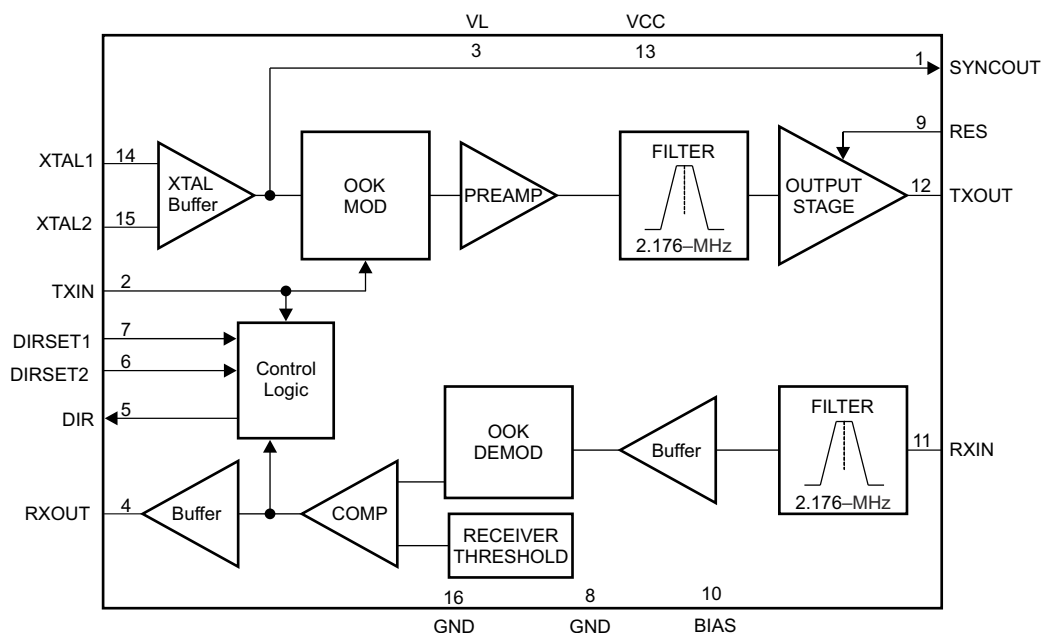 VL
VCC
3
13
1
SYNCOUT
9
RES
XTAL1
14
XTAL
Buffer
OOK
MOD
PREAMP
FILTER
2.176–MHz
OUTPUT
STAGE
12
TXOUT
XTAL2
15
TXIN
2
DIRSET1
7
DIRSET2
6
Control
Logic
DIR
5
OOK
DEMOD
Buffer
FILTER
2.176–MHz
11
RXIN
RXOUT
4
Buffer
COMP
RECEIVER
THRESHOLD
16
8
10
GND
GND
BIAS